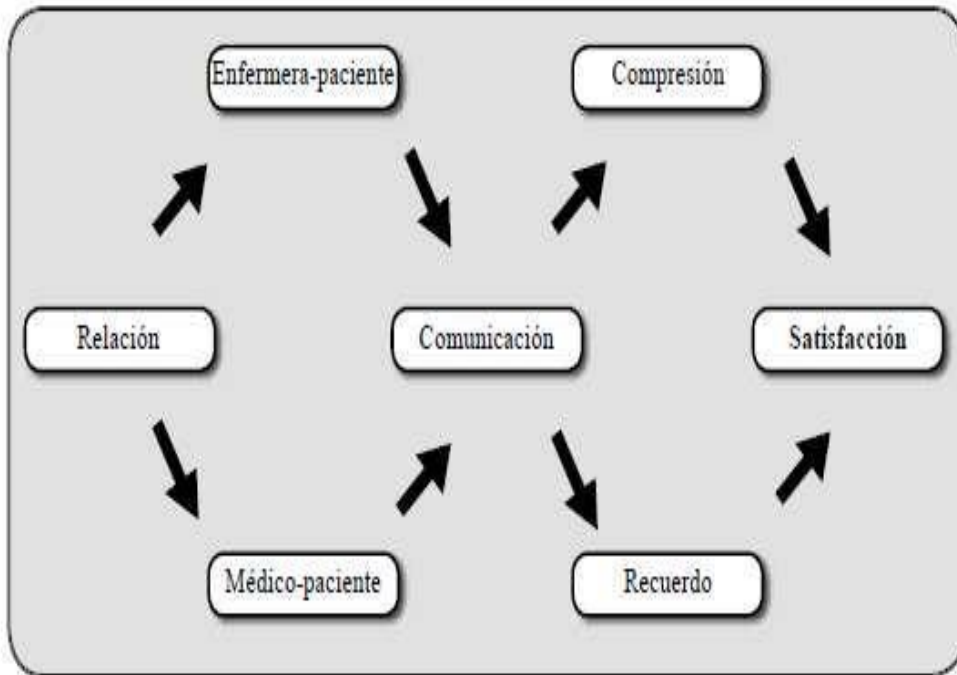 Enfermera-paciente
Compresión
Relación
Comunicación
Satisfacción
Médico-paciente
Recuerdo